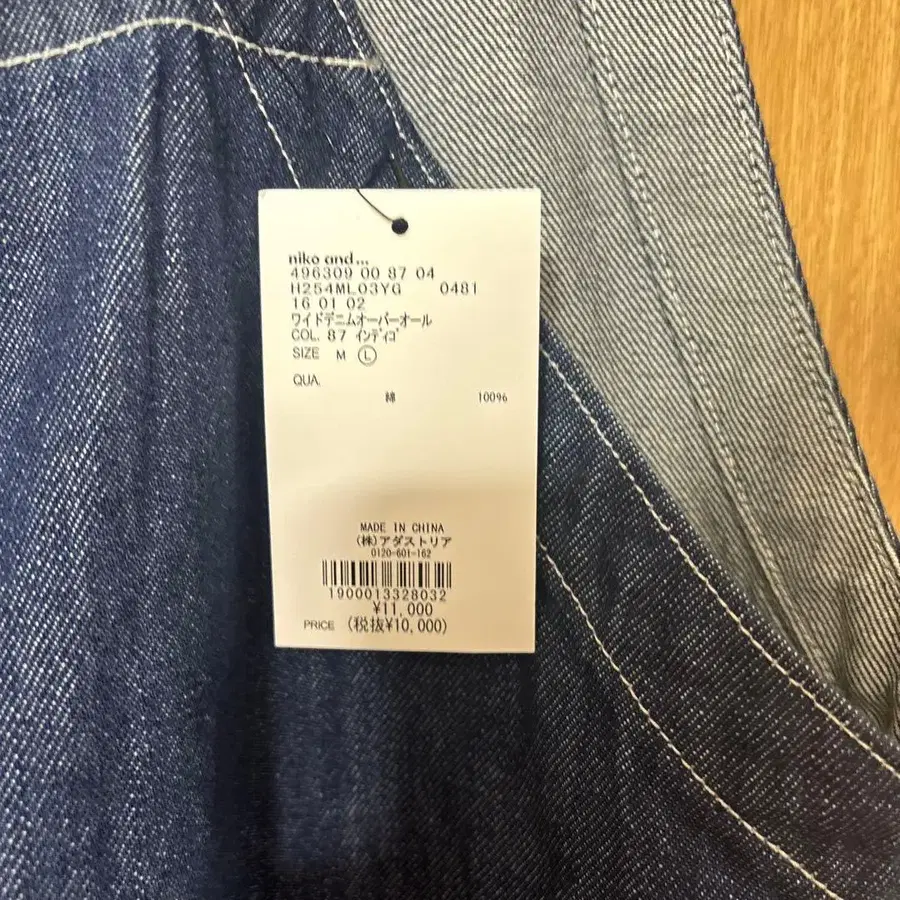 niko and...
496309 00 87 04
H254ML03YG 0481
16 01 02
ワイドデニムオーバーオール
COL. 87 インディゴ
SIZE M L
QUA.
綿 100%
MADE IN CHINA
(株)アダストリア
0120-601-162
1900013328032
¥11,000
PRICE (税抜¥10,000)